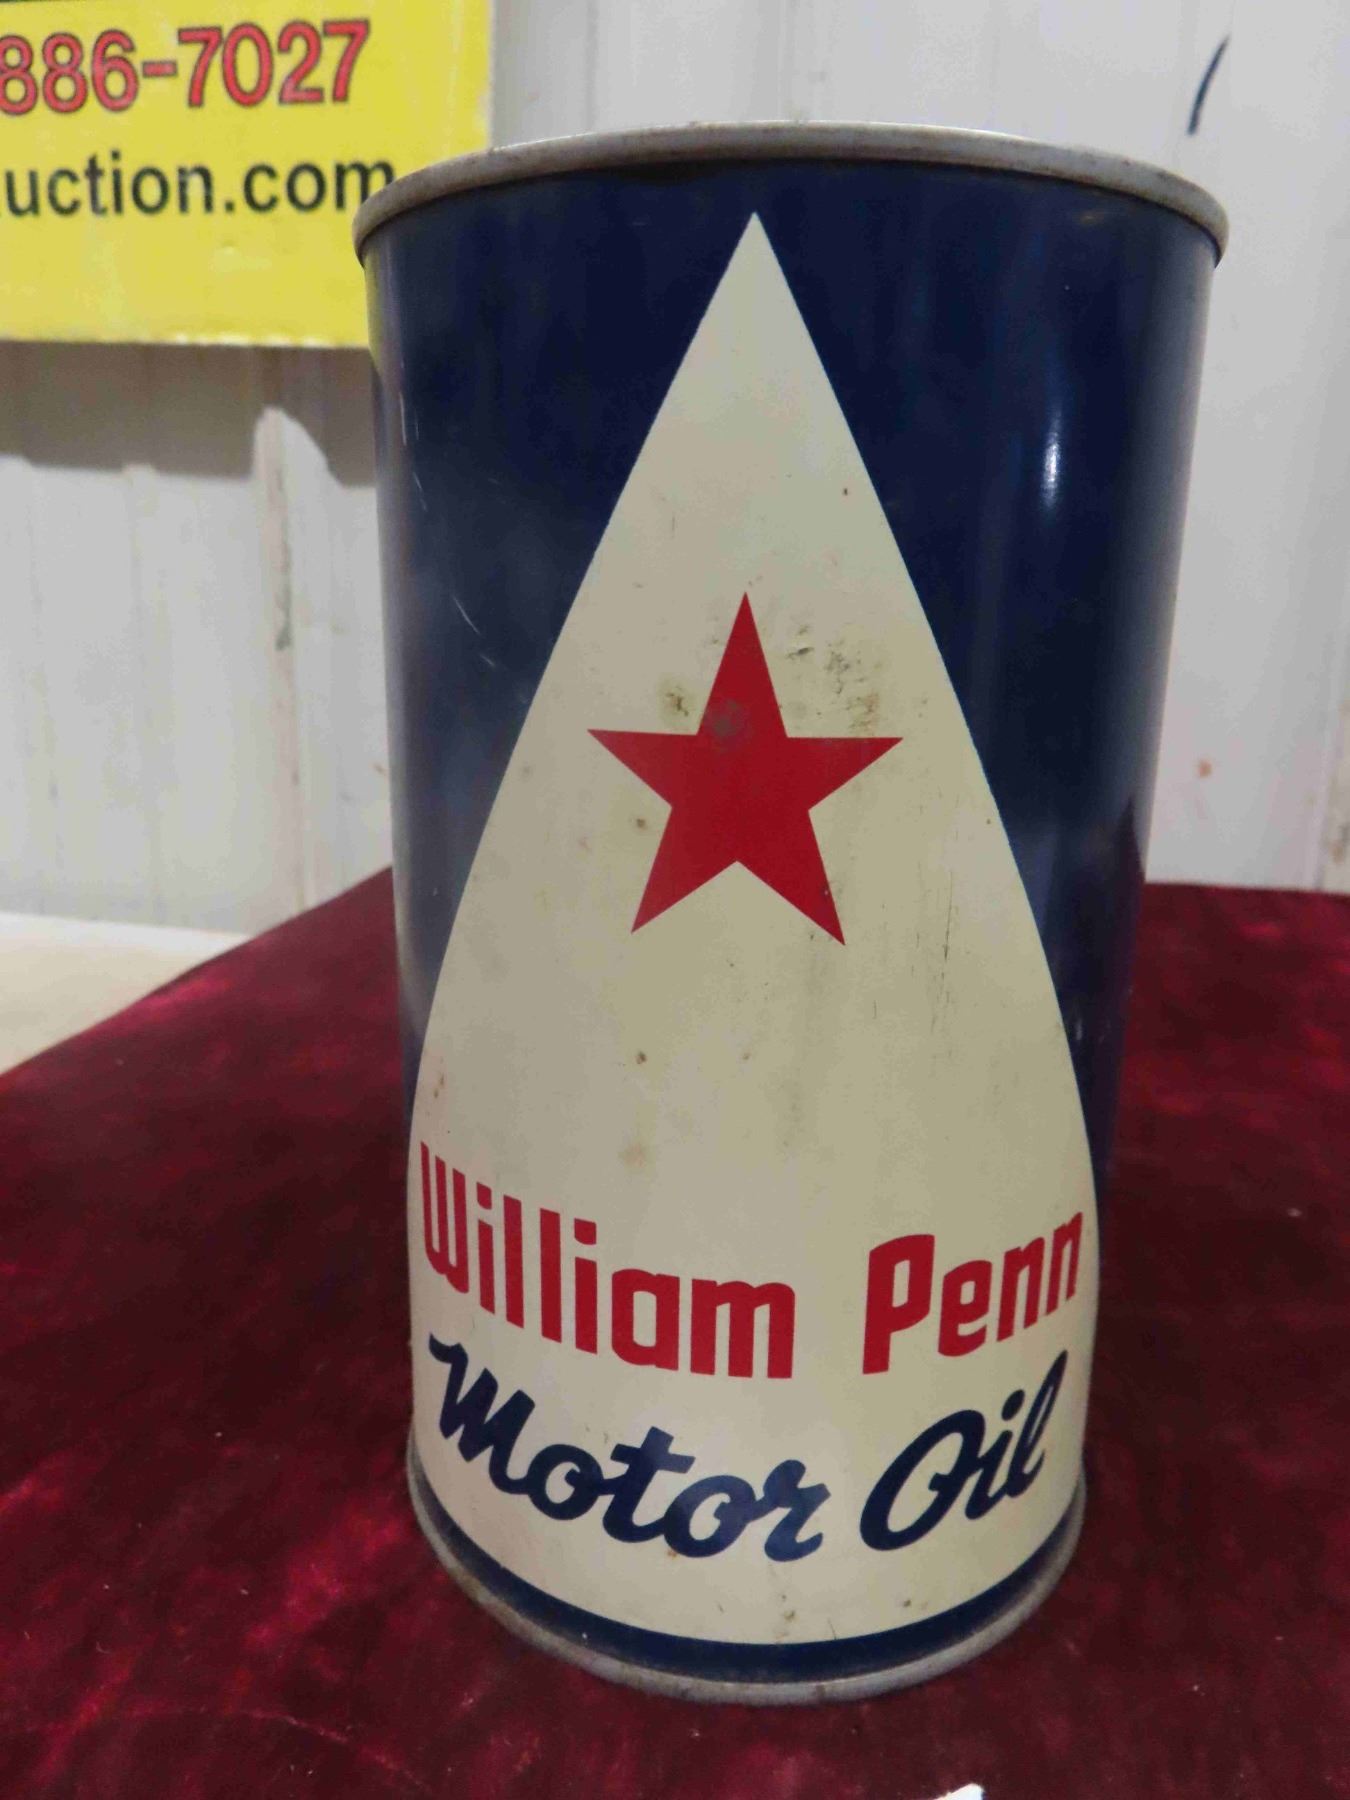 886-7027
uction.com
William Penn
Motor Oil